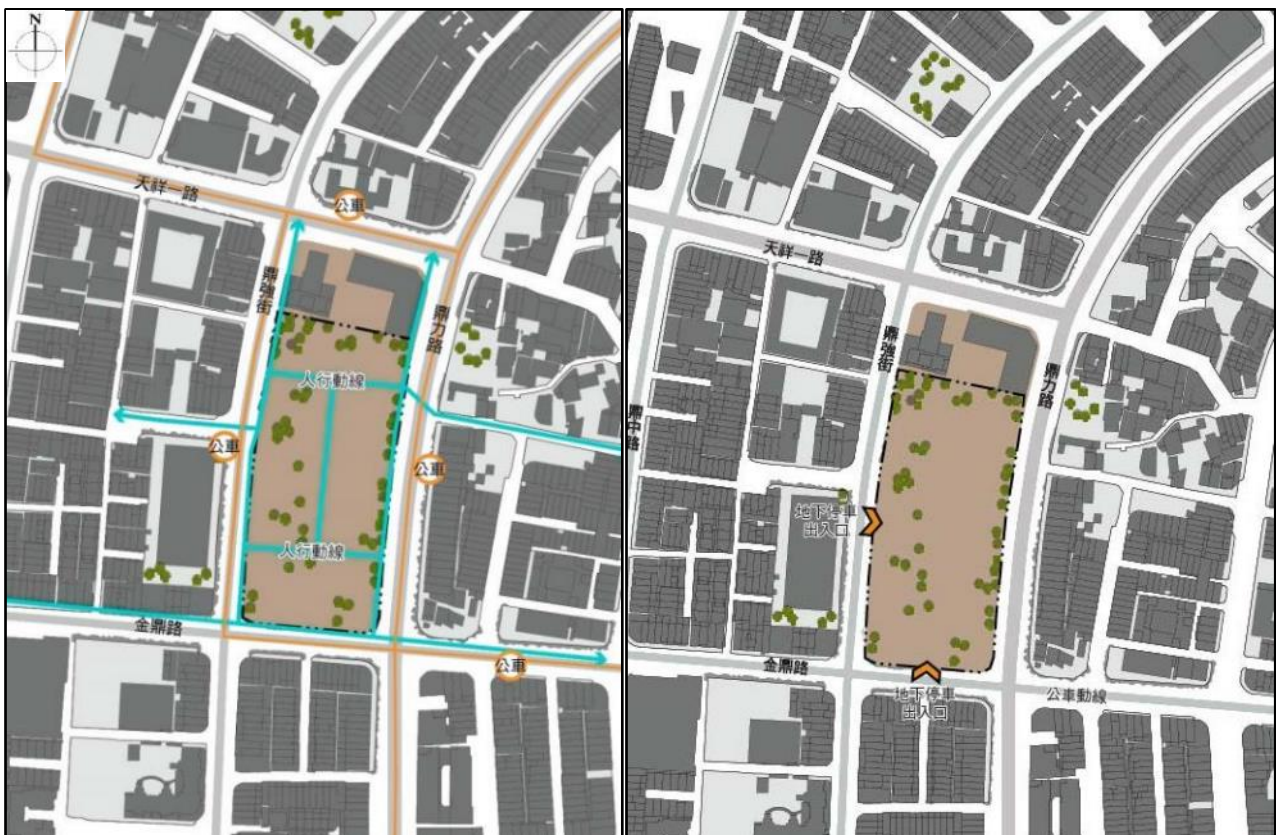 N
天祥一路
公車
鼎強街
鼎力路
人行動線
公車
公車
人行動線
金鼎路
公車
天祥一路
鼎強街
鼎力路
鼎中路
地下停車
出入口
金鼎路
地下停車
出入口
公車動線